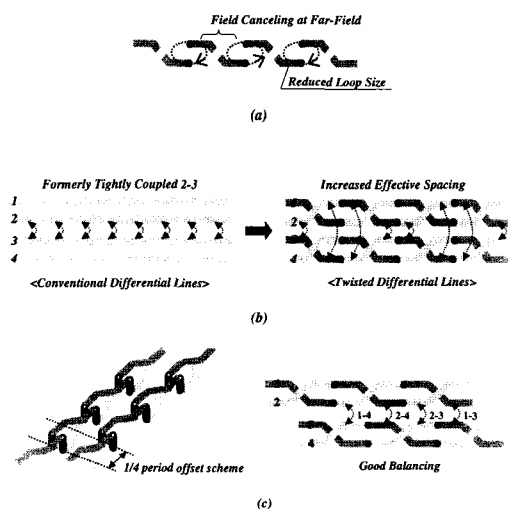 Field Canceling at Far-Field
Reduced Loop Size
(a)
Formerly Tightly Coupled 2-3
Increased Effective Spacing
1
2
3
4
2
4
<Conventional Differential Lines>
<Twisted Differential Lines>
(b)
2
1-4
2-4
2-3
1-3
4
1/4 period offset scheme
Good Balancing
(c)